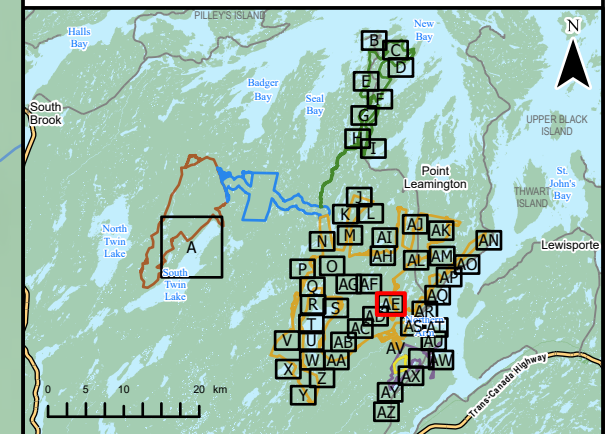 PILLEY'S ISLAND
Halls
Bay
New
Bay
N
B
C
D
Badger
Bay
E
F
Seal
Bay
South
Brook
G
H
I
UPPER BLACK
ISLAND
Point
Leamington
St.
John's
Bay
THWART
ISLAND
J
K
L
AJ
AK
North
Twin
Lake
A
N
M
AI
AN
Lewisporte
AH
AL
AM
AO
South
Twin
Lake
P
O
AP
Q
AG
AF
AQ
R
S
AE
AR
AD
T
AC
AS
AT
V
U
AB
AU
AV
W
AA
AW
X
Z
AX
Y
AY
AZ
Trans-Canada Highway
0 5 10 20 km